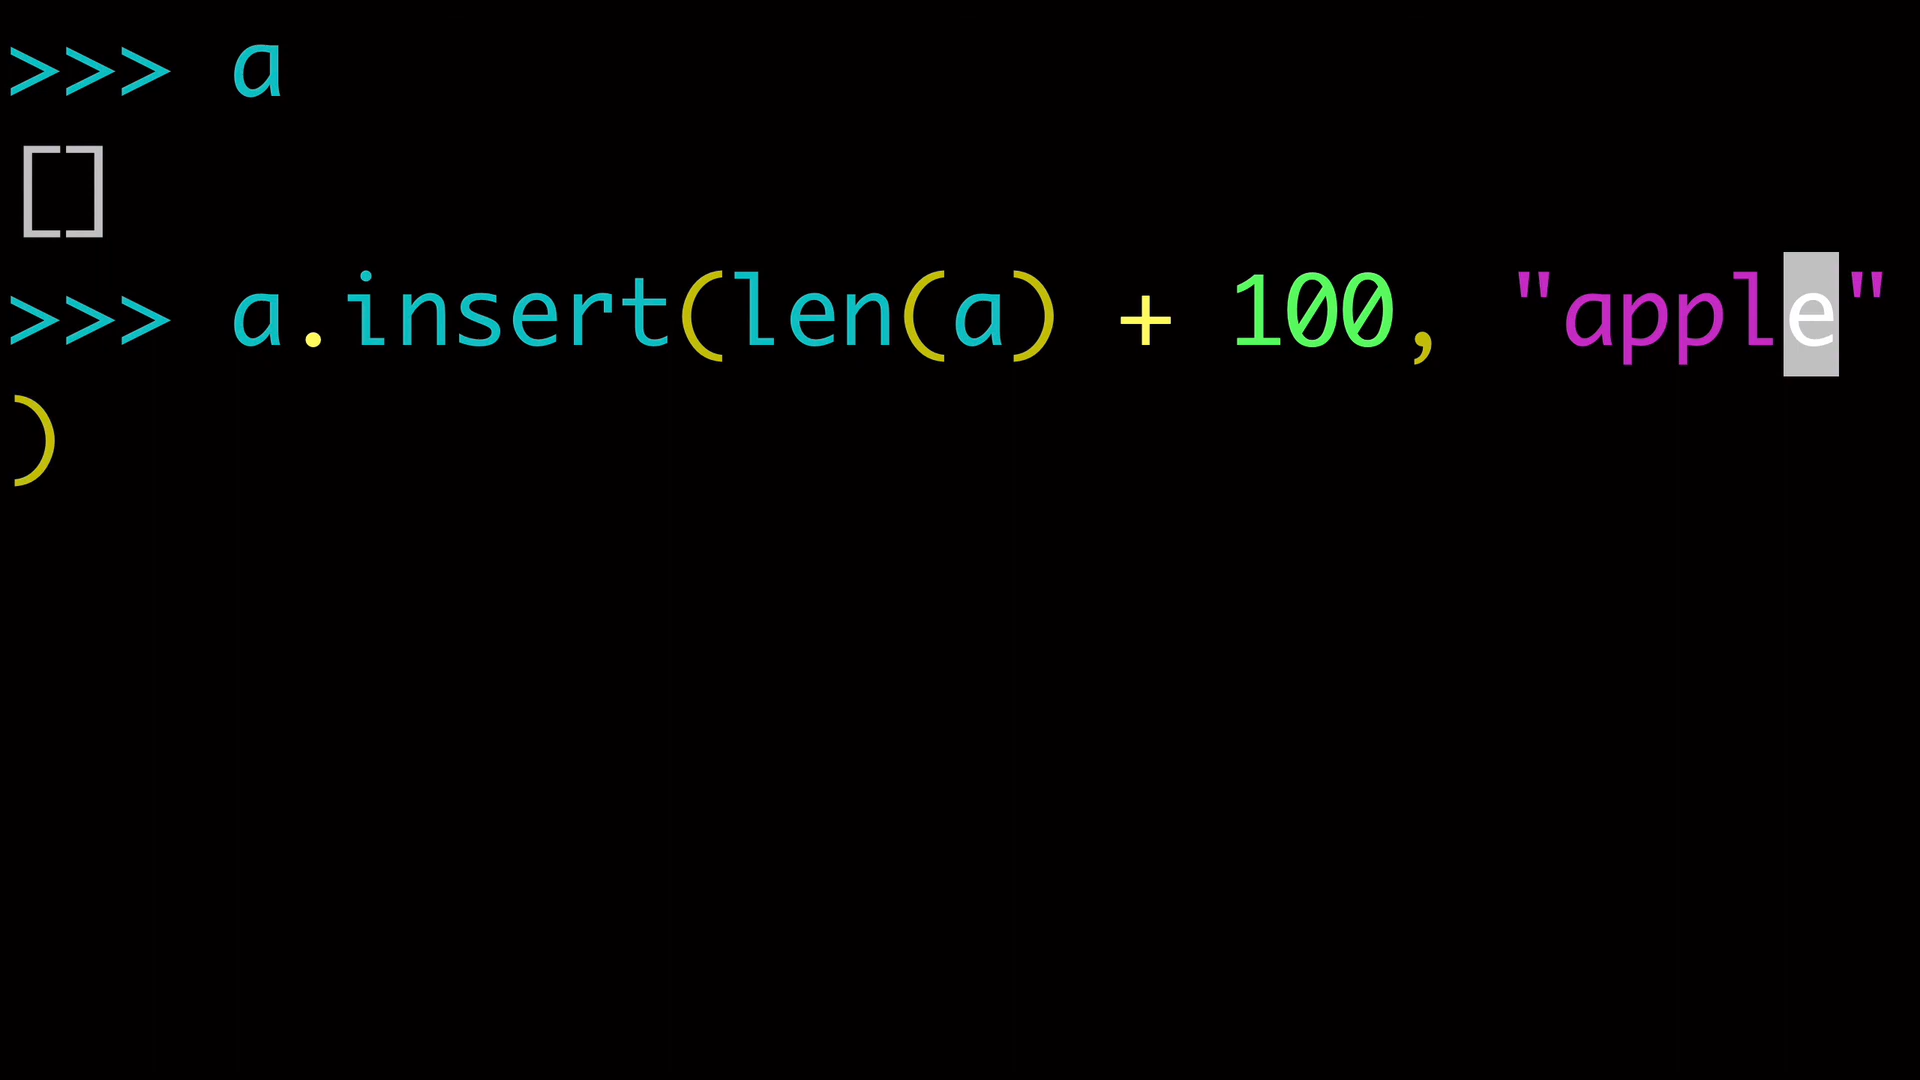 >>> a
[]
>>> a.insert(len(a) + 100, "apple"
)